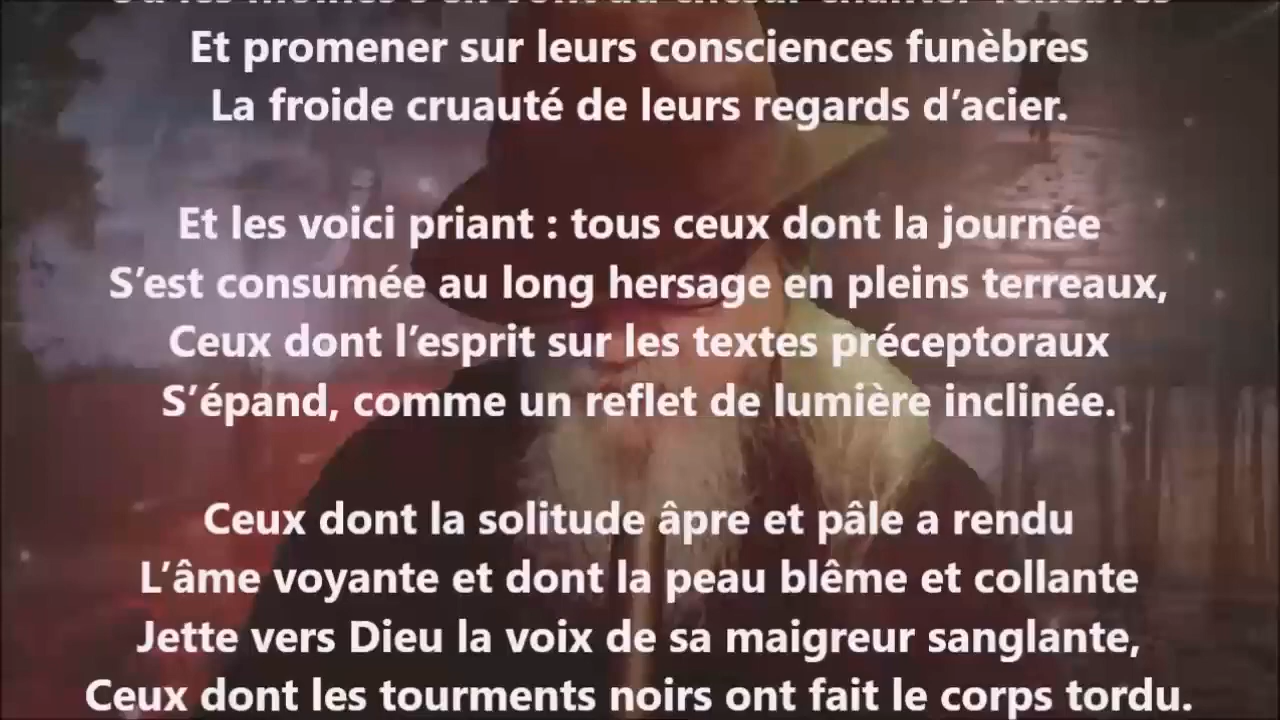 Et promener sur leurs consciences funèbres
La froide cruauté de leurs regards d’acier.
Et les voici priant : tous ceux dont la journée
S’est consumée au long hersage en pleins terreaux,
Ceux dont l’esprit sur les textes préceptoraux
S’épand, comme un reflet de lumière inclinée.
Ceux dont la solitude âpre et pâle a rendu
L’âme voyante et dont la peau blême et collante
Jette vers Dieu la voix de sa maigreur sanglante,
Ceux dont les tourments noirs ont fait le corps tordu.